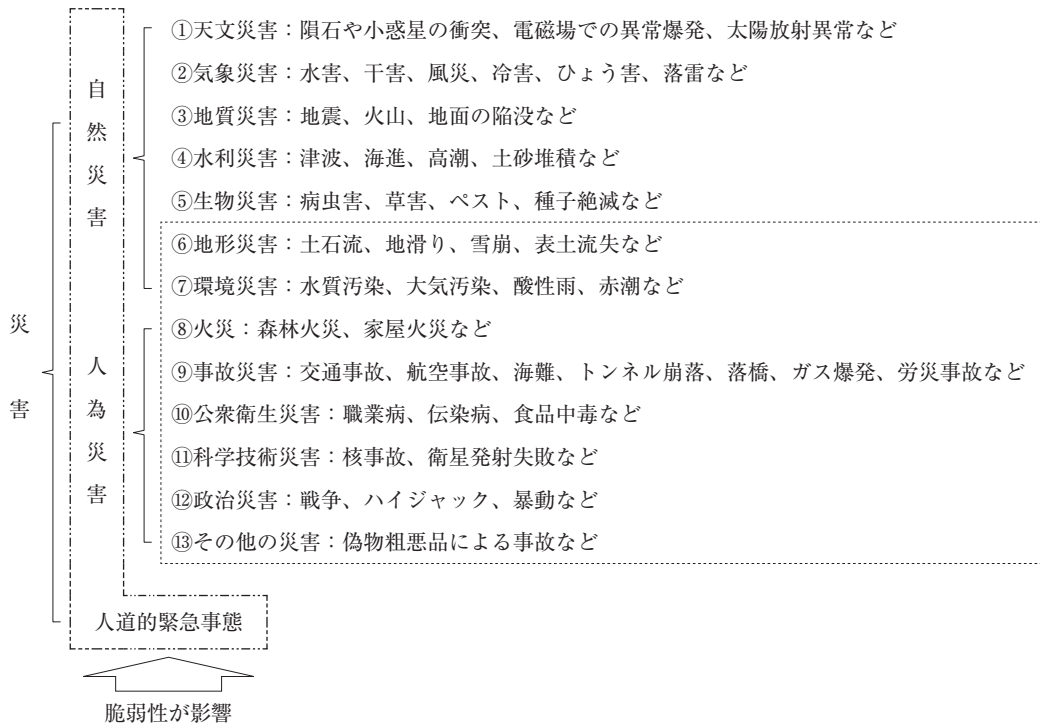 災害
自然災害
①天文災害：隕石や小惑星の衝突、電磁場での異常爆発、太陽放射異常など
②気象災害：水害、干害、風災、冷害、ひょう害、落雷など
③地質災害：地震、火山、地面の陥没など
④水利災害：津波、海進、高潮、土砂堆積など
⑤生物災害：病虫害、草害、ペスト、種子絶滅など
⑥地形災害：土石流、地滑り、雪崩、表土流失など
⑦環境災害：水質汚染、大気汚染、酸性雨、赤潮など
人為災害
⑧火災：森林火災、家屋火災など
⑨事故災害：交通事故、航空事故、海難、トンネル崩落、落橋、ガス爆発、労災事故など
⑩公衆衛生災害：職業病、伝染病、食品中毒など
⑪科学技術災害：核事故、衛星発射失敗など
⑫政治災害：戦争、ハイジャック、暴動など
⑬その他の災害：偽物粗悪品による事故など
人道的緊急事態
脆弱性が影響